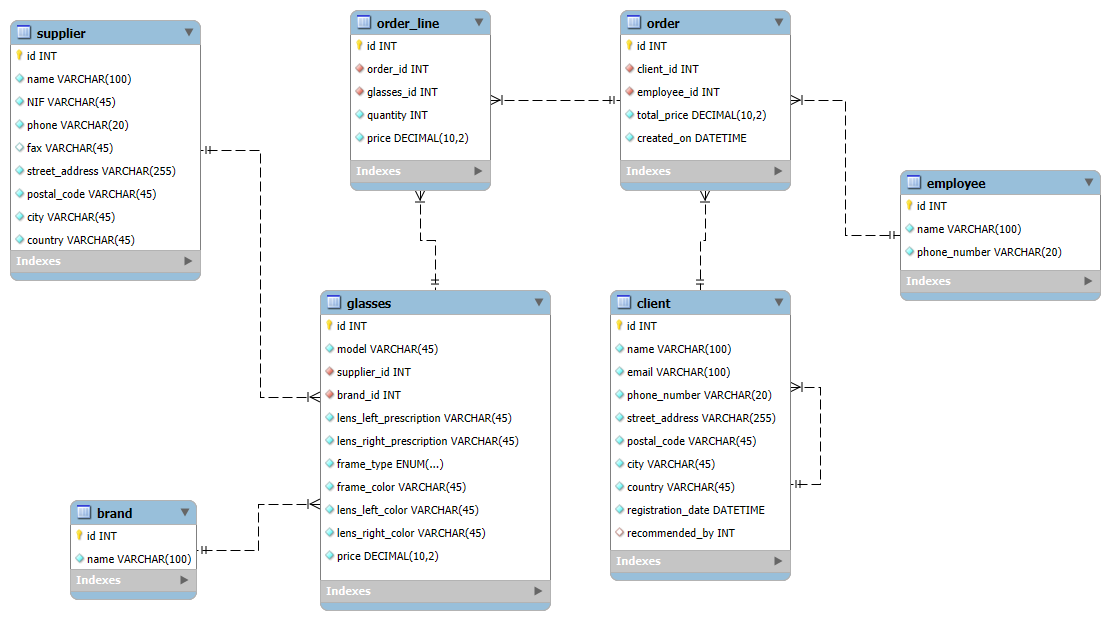 supplier
id INT
name VARCHAR(100)
NIF VARCHAR(45)
phone VARCHAR(20)
fax VARCHAR(45)
street_address VARCHAR(255)
postal_code VARCHAR(45)
city VARCHAR(45)
country VARCHAR(45)
Indexes
order_line
id INT
order_id INT
glasses_id INT
quantity INT
price DECIMAL(10,2)
Indexes
order
id INT
client_id INT
employee_id INT
total_price DECIMAL(10,2)
created_on DATETIME
Indexes
employee
id INT
name VARCHAR(100)
phone_number VARCHAR(20)
Indexes
glasses
id INT
model VARCHAR(45)
supplier_id INT
brand_id INT
lens_left_prescription VARCHAR(45)
lens_right_prescription VARCHAR(45)
frame_type ENUM(...)
frame_color VARCHAR(45)
lens_left_color VARCHAR(45)
lens_right_color VARCHAR(45)
price DECIMAL(10,2)
Indexes
client
id INT
name VARCHAR(100)
email VARCHAR(100)
phone_number VARCHAR(20)
street_address VARCHAR(255)
postal_code VARCHAR(45)
city VARCHAR(45)
country VARCHAR(45)
registration_date DATETIME
recommended_by INT
Indexes
brand
id INT
name VARCHAR(100)
Indexes